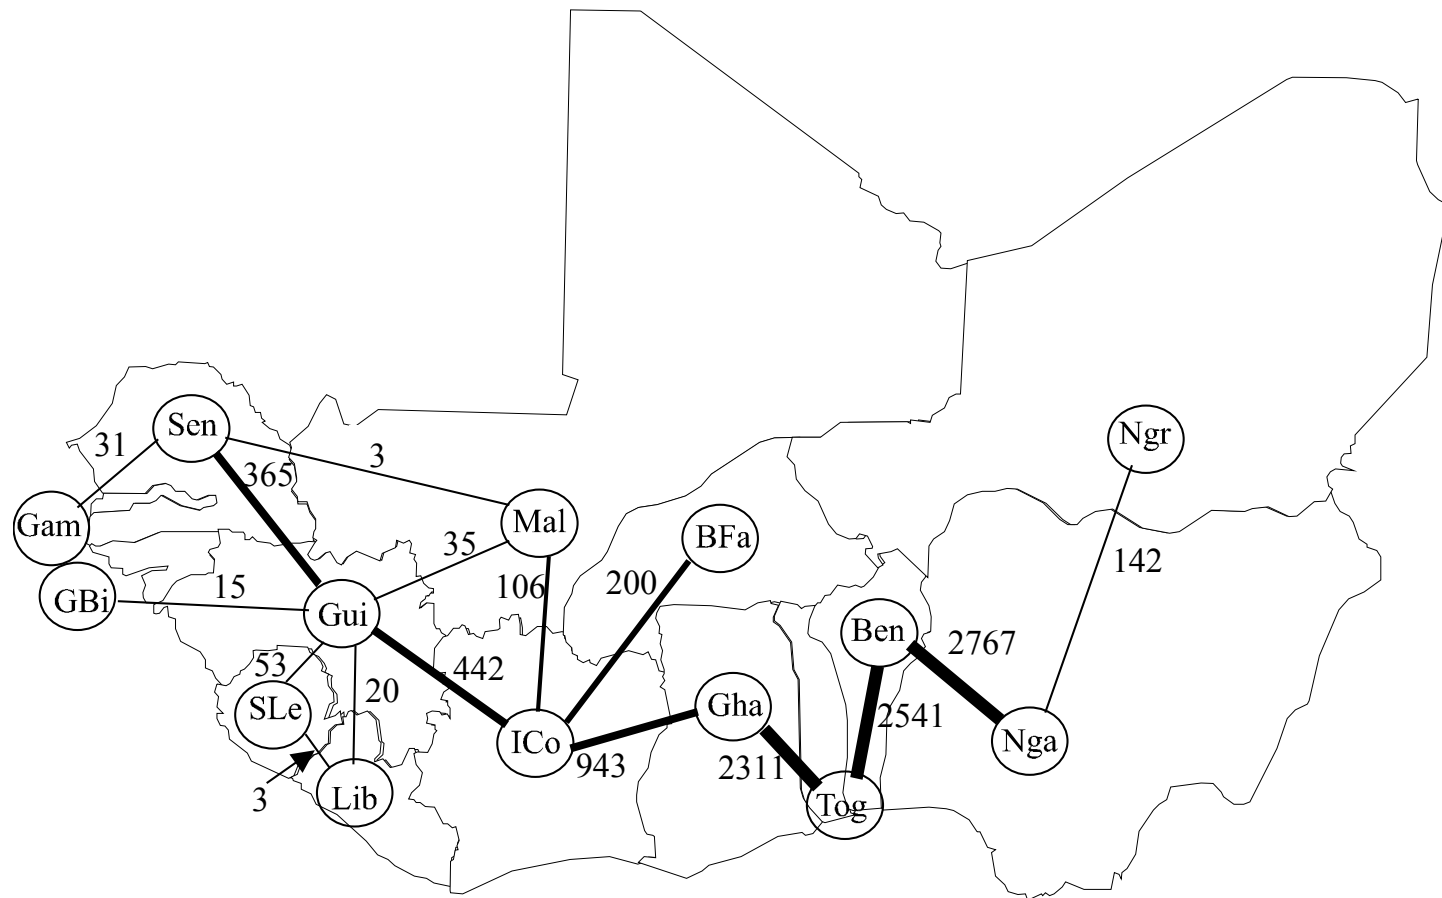 Sen
Ngr
31
3
365
Gam
Mal
BFa
35
142
106
200
15
GBi
Gui
Ben
2767
53
442
20
SLe
Gha
2541
ICo
Nga
943
2311
3
Lib
Tog